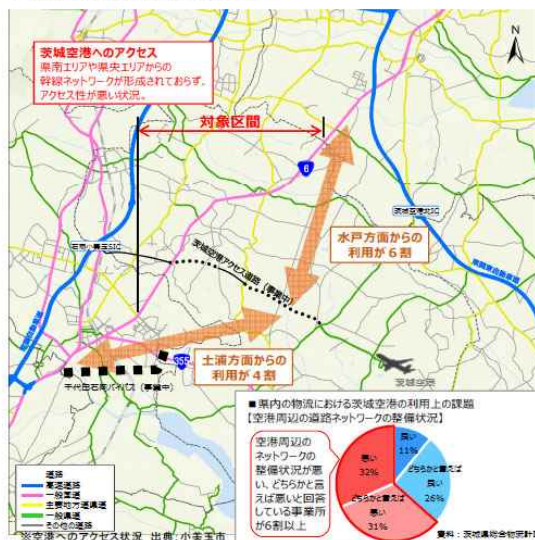 茨城空港へのアクセス
県南エリアや県央エリアからの
幹線ネットワークが形成されておらず、
アクセス性が悪い状況。
N
対象区間
6
茨城空港北IC
石岡小美玉SIC
水戸方面からの
利用が6割
茨城空港アクセス道路（事業中）
東関東自動車道
土浦方面からの
利用が4割
355
千代田石岡バイパス（事業中）
茨城空港
道路
高速道路
一般国道
主要地方道県道
一般県道
その他の道路
※空港へのアクセス状況 出典：小美玉市
■県内の物流における茨城空港の利用上の課題
【空港周辺の道路ネットワークの整備状況】
空港周辺の
ネットワークの
整備状況が悪
い、どちらかと言
えば悪いと回答
している事業所
が6割以上
良い
11%
どちらかと言えば
良い
26%
どちらかと言えば
悪い
31%
悪い
32%
資料：茨城県総合物流計